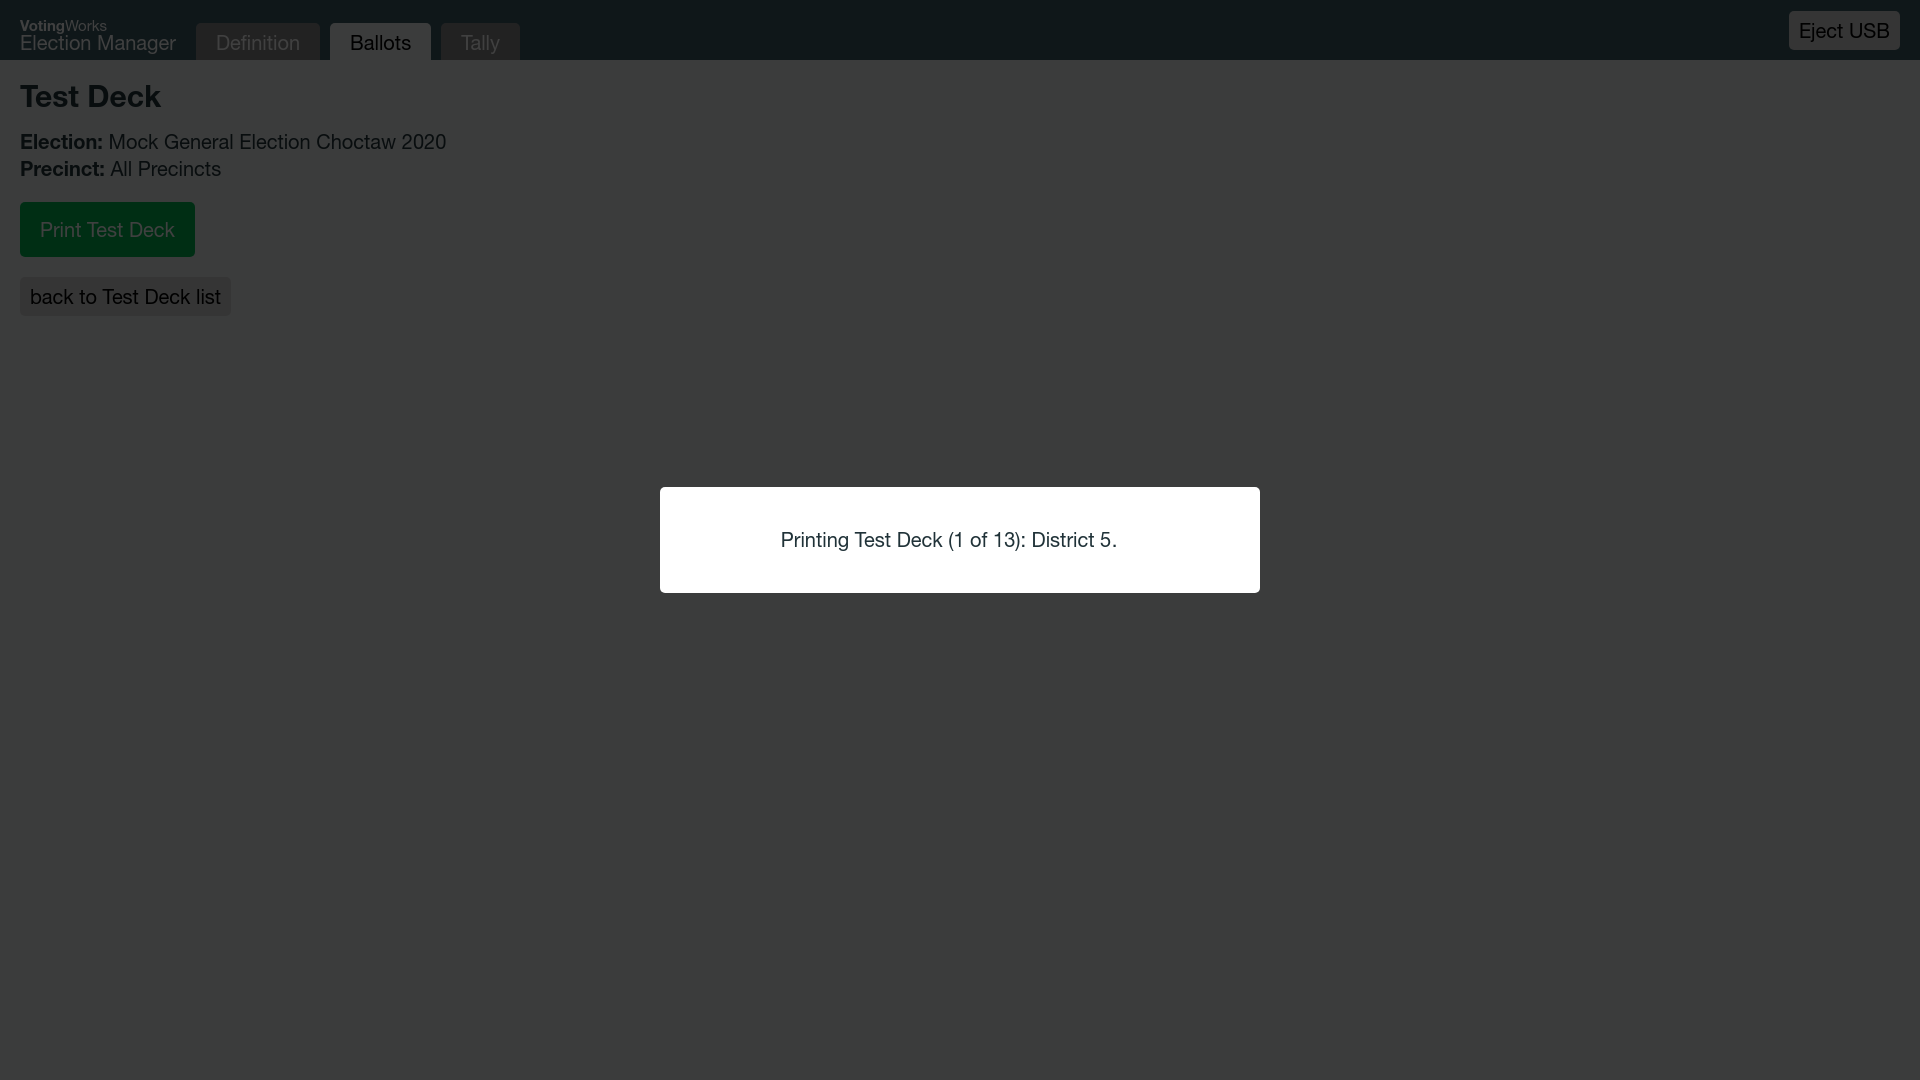 VotingWorks
Election Manager
Definition
Ballots
Tally
Eject USB
Test Deck
Election: Mock General Election Choctaw 2020
Precinct: All Precincts
Print Test Deck
back to Test Deck list
Printing Test Deck (1 of 13): District 5.